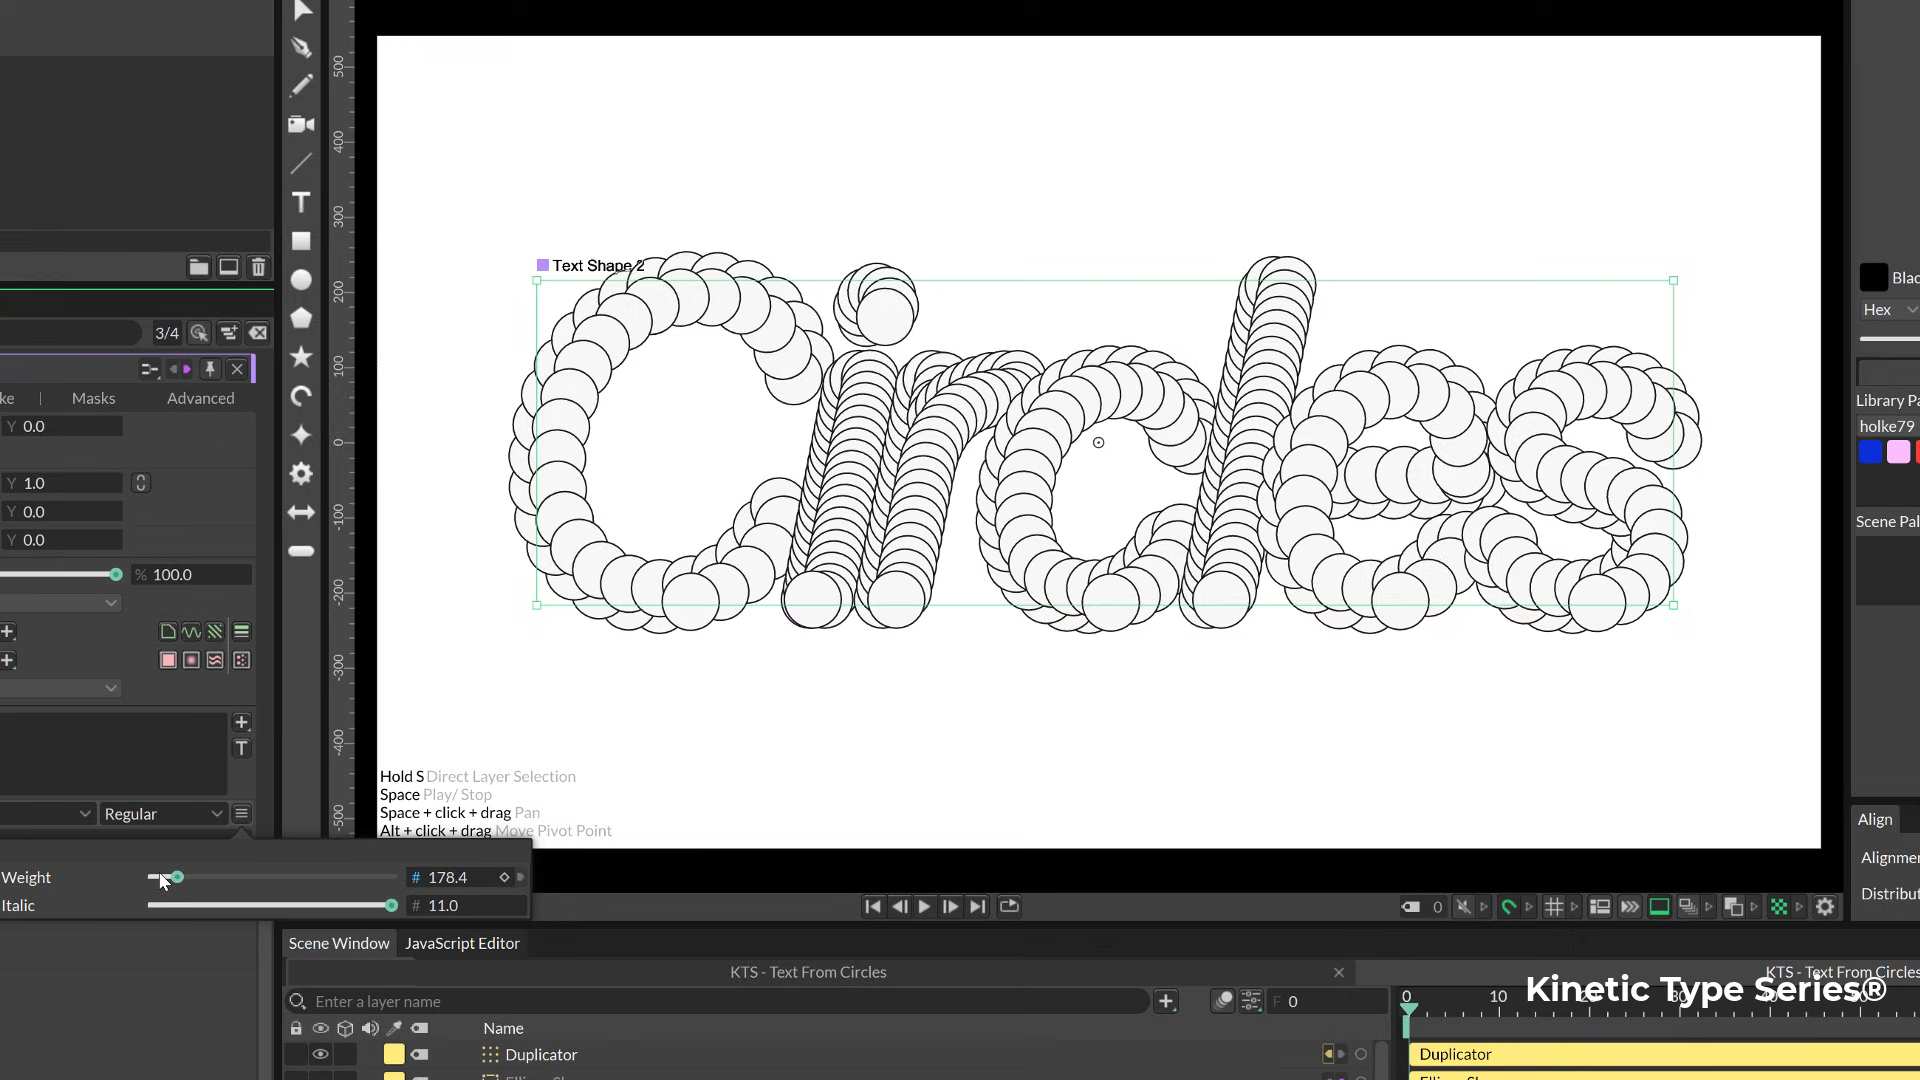 500
400
300
200
100
0
-100
-200
-300
-400
-500
Text Shape 2
Circles
3/4
ke | Masks Advanced
Y 0.0
Y 1.0
Y 0.0
Y 0.0
% 100.0
Regular
Weight # 178.4
Italic # 11.0
Hold S Direct Layer Selection
Space Play/ Stop
Space + click + drag Pan
Alt + click + drag Move Pivot Point
0
Hex
Library P
holke79
Scene Pal
Align
Alignme
Distribut
Scene Window JavaScript Editor
KTS - Text From Circles
KTS - Text From Circles
Enter a layer name
F 0
0 10
Kinetic Type Series®
Name
Duplicator
Duplicator